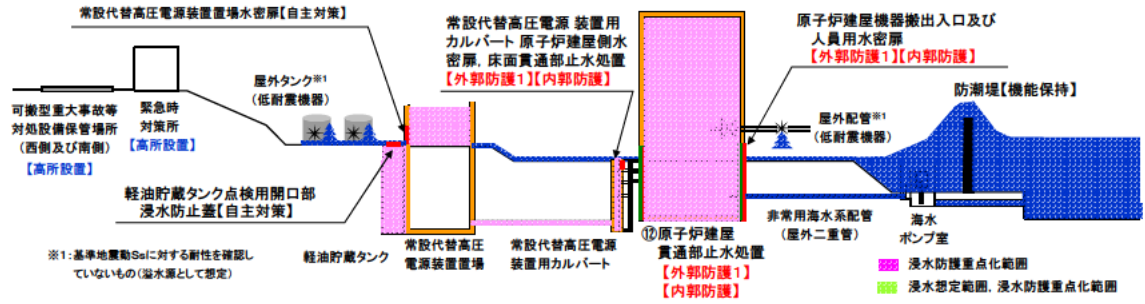 常設代替高圧電源装置置場水密扉【自主対策】
常設代替高圧電源 装置用
カルバート 原子炉建屋側水
密扉, 床面貫通部止水処置
【外郭防護1】【内郭防護】
原子炉建屋機器搬出入口及び
人員用水密扉
【外郭防護1】【内郭防護】
防潮堤【機能保持】
可搬型重大事故等
対処設備保管場所
（西側及び南側）
【高所設置】
緊急時
対策所
【高所設置】
屋外タンク※1
（低耐震機器）
屋外配管※1
（低耐震機器）
軽油貯蔵タンク点検用開口部
浸水防止蓋【自主対策】
※1：基準地震動Ssに対する耐性を確認し
ていないもの（溢水源として想定）
軽油貯蔵タンク
常設代替高圧
電源装置置場
常設代替高圧電源
装置用カルバート
⑫原子炉建屋
貫通部止水処置
【外郭防護1】
【内郭防護】
非常用海水系配管
（屋外二重管）
海水
ポンプ室
浸水防護重点化範囲
浸水想定範囲, 浸水防護重点化範囲